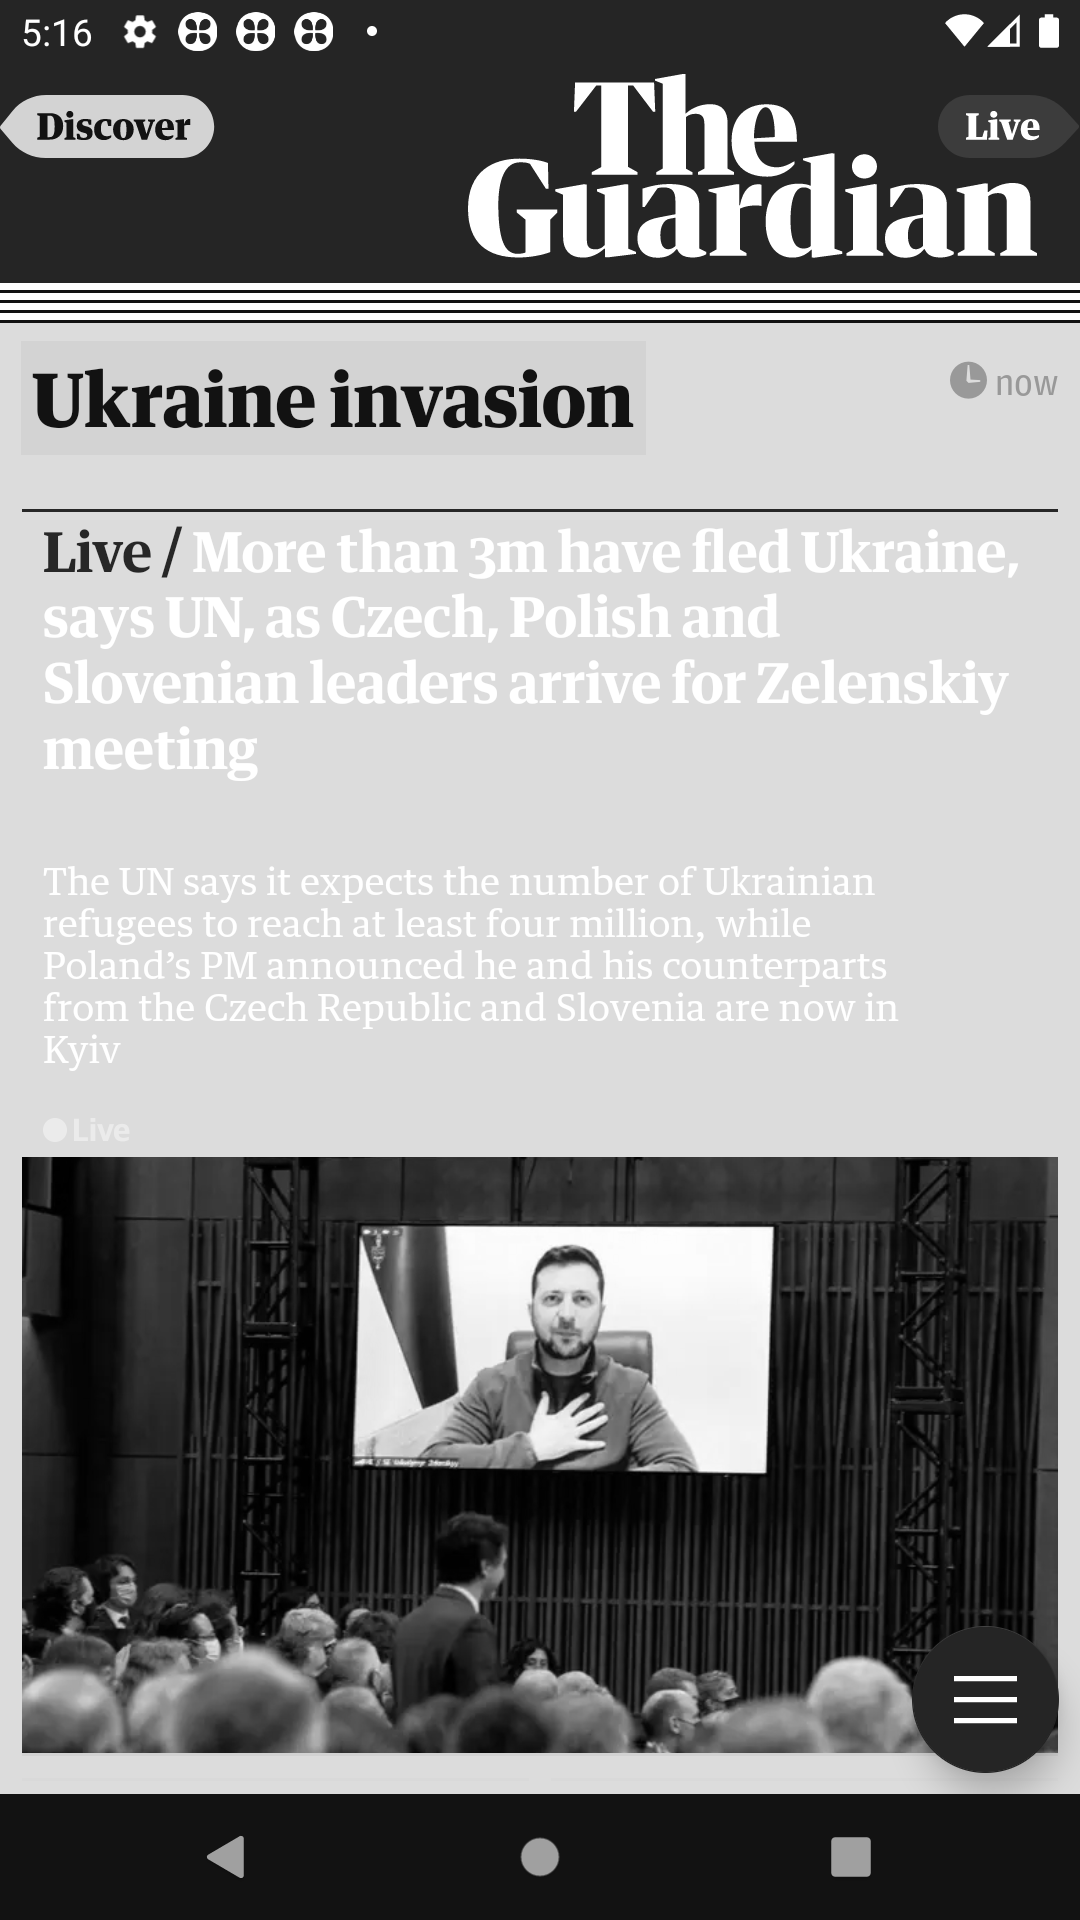 5:16
Discover
The
Guardian
Live
Ukraine invasion
now
Live / More than 3m have fled Ukraine,
says UN, as Czech, Polish and
Slovenian leaders arrive for Zelenskiy
meeting
The UN says it expects the number of Ukrainian
refugees to reach at least four million, while
Poland’s PM announced he and his counterparts
from the Czech Republic and Slovenia are now in
Kyiv
Live